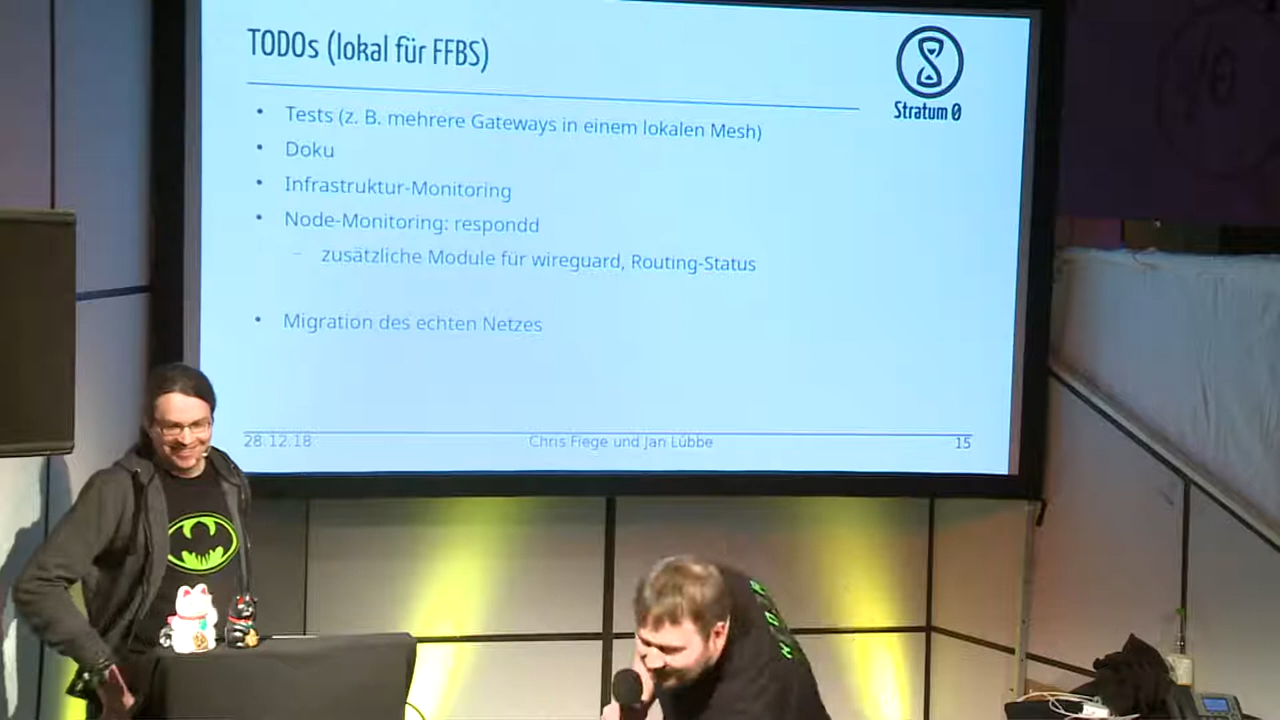 TODOs (lokal für FFBS)
Stratum 0
Tests (z. B. mehrere Gateways in einem lokalen Mesh)
Doku
Infrastruktur-Monitoring
Node-Monitoring: respondd
zusätzliche Module für wireguard, Routing-Status
Migration des echten Netzes
28.12.18
Chris Fiege und Jan Lübbe
15